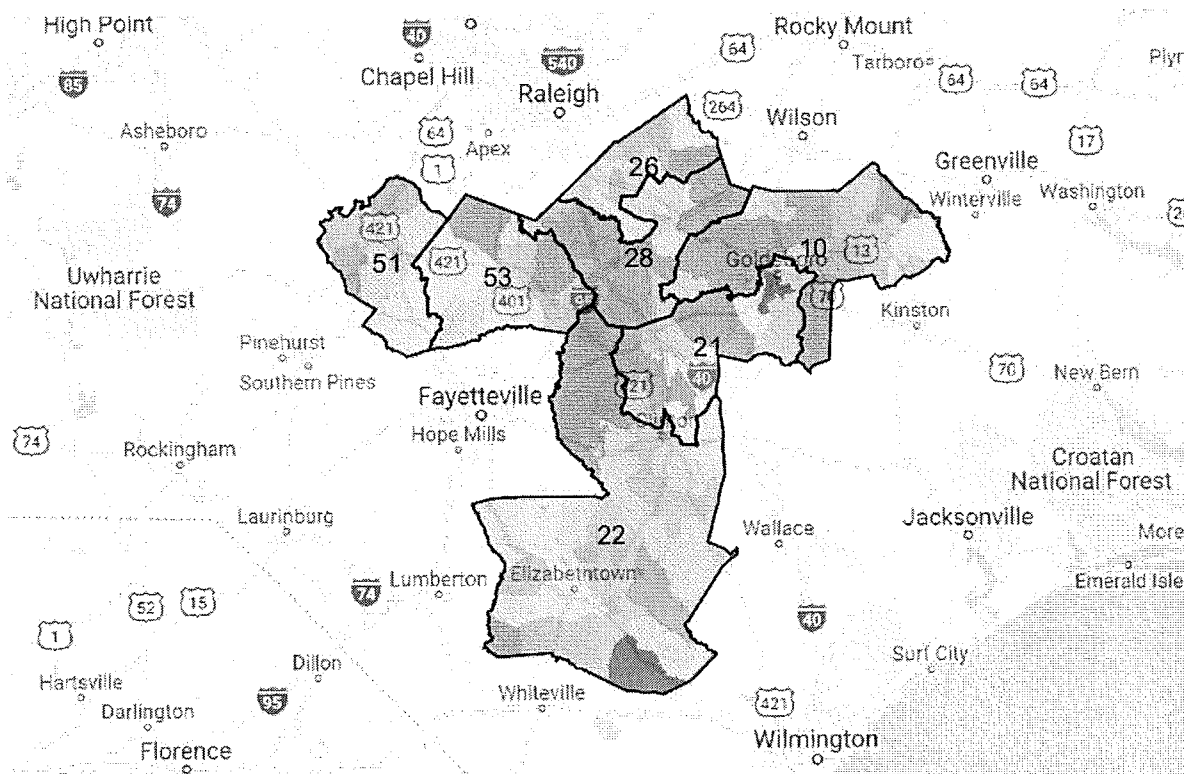 High Point
40
Rocky Mount
64
Tarboro
Chapel Hill
540
64
64
85
Raleigh
264
Wilson
Asheboro
64
Apex
17
1
26
Greenville
74
Winterville
Washington
421
51
421
53
28
10
13
Goldsboro
Uwharrie
National Forest
401
70
Kinston
Pinehurst
21
Southern Pines
40
70
New Bern
Fayetteville
74
Hope Mills
Rockingham
Croatan
National Forest
Laurinburg
22
Wallace
Jacksonville
Lumberton
Elizabethtown
74
Emerald Isle
52
15
40
1
Dillon
Surf City
Hartsville
95
Whiteville
421
Darlington
Florence
Wilmington